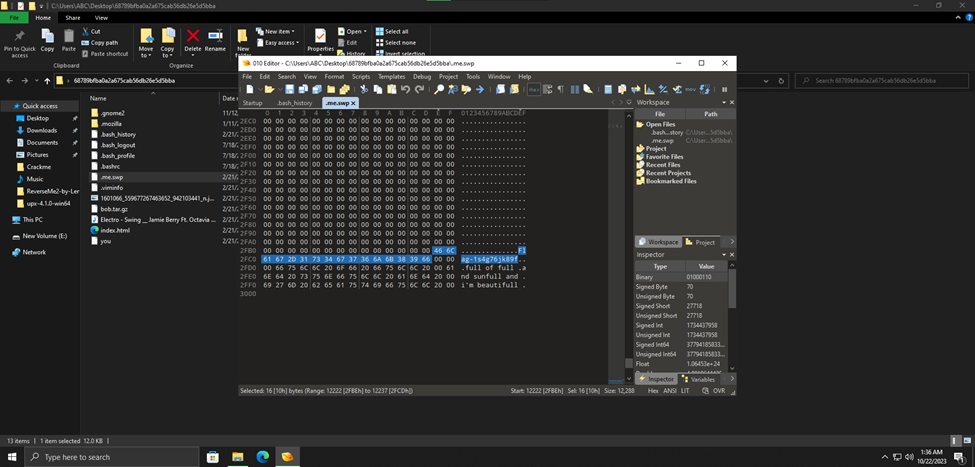 C:\Users\ABC\Desktop\68789bfba0a2a675cab56db26e5d5bba
File Home Share View
Pin to Quick access
Copy
Paste
Cut
Copy path
Paste shortcut
Clipboard
Move to
Copy to
Delete
Rename
Organize
New folder
New item
Easy access
Properties
Open
Edit
History
Select all
Select none
Invert selection
68789bfba0a2a675cab56db26e5d5bba
Search 68789bfba0a2a675cab56db26e5d5bba
Quick access
Desktop
Downloads
Documents
Pictures
Crackme
Music
ReverseMe2-by-Ler
upx-4.1.0-win64
This PC
New Volume (E:)
Network
Name
.gnome2
.mozilla
.bash_history
.bash_logout
.bash_profile
.bashrc
.me.swp
.viminfo
1601066_559677267463652_942103441_n.j...
bob.tar.gz
Electro - Swing __ Jamie Berry Ft. Octavia ...
index.html
you
010 Editor - C:\Users\ABC\Desktop\68789bfba0a2a675cab56db26e5d5bba\.me.swp
File Edit Search View Format Scripts Templates Debug Project Tools Window Help
Startup .bash_history .me.swp
0 1 2 3 4 5 6 7 8 9 A B C D E F 0123456789ABCDEF
2EC0 00 00 00 00 00 00 00 00 00 00 00 00 00 00 00 00 ................
2ED0 00 00 00 00 00 00 00 00 00 00 00 00 00 00 00 00 ................
2EE0 00 00 00 00 00 00 00 00 00 00 00 00 00 00 00 00 ................
2EF0 00 00 00 00 00 00 00 00 00 00 00 00 00 00 00 00 ................
2F00 00 00 00 00 00 00 00 00 00 00 00 00 00 00 00 00 ................
2F10 00 00 00 00 00 00 00 00 00 00 00 00 00 00 00 00 ................
2F20 00 00 00 00 00 00 00 00 00 00 00 00 00 00 00 00 ................
2F30 00 00 00 00 00 00 00 00 00 00 00 00 00 00 00 00 ................
2F40 00 00 00 00 00 00 00 00 00 00 00 00 00 00 00 00 ................
2F50 00 00 00 00 00 00 00 00 00 00 00 00 00 00 00 00 ................
2F60 00 00 00 00 00 00 00 00 00 00 00 00 00 00 00 00 ................
2F70 00 00 00 00 00 00 00 00 00 00 00 00 00 00 00 00 ................
2F80 00 00 00 00 00 00 00 00 00 00 00 00 00 00 00 00 ................
2F90 00 00 00 00 00 00 00 00 00 00 00 00 00 00 00 00 ................
2FA0 00 00 00 00 00 00 00 00 00 00 00 00 00 00 00 00 ................
2FB0 00 00 00 00 00 00 00 00 00 00 00 00 00 00 46 6C ..............Fl
2FC0 61 67 2D 31 73 34 67 37 36 6A 6B 38 39 66 00 00 ag-1s4g76jk89f..
2FD0 00 66 75 6C 6C 20 6F 66 20 66 75 6C 6C 20 00 61 .full of full .a
2FE0 6E 64 20 73 75 6E 66 75 6C 6C 20 61 6E 64 20 00 nd sunfull and .
2FF0 69 27 6D 20 62 65 61 75 74 69 66 75 6C 6C 20 00 i'm beautifull .
3000
Workspace
File Path
Open Files
.bash...story C:\User...5d5bba\
.me.swp C:\User...5d5bba\
Project
Favorite Files
Recent Files
Recent Projects
Bookmarked Files
Workspace Project
Inspector
Type Value
Binary 01000110
Signed Byte 70
Unsigned Byte 70
Signed Short 27718
Unsigned Short 27718
Signed Int 1734437958
Unsigned Int 1734437958
Signed Int64 37794185833...
Unsigned Int64 37794185833...
Float 1.06453e+24
Inspector Variables
Selected: 16 [10h] bytes (Range: 12222 [2FBEh] to 12237 [2FCDh]) Start: 12222 [2FBEh] Sel: 16 [10h] Size: 12,288 Hex ANSI LIT OVR
13 items 1 item selected 12.0 KB
Type here to search
1:36 AM
10/22/2023